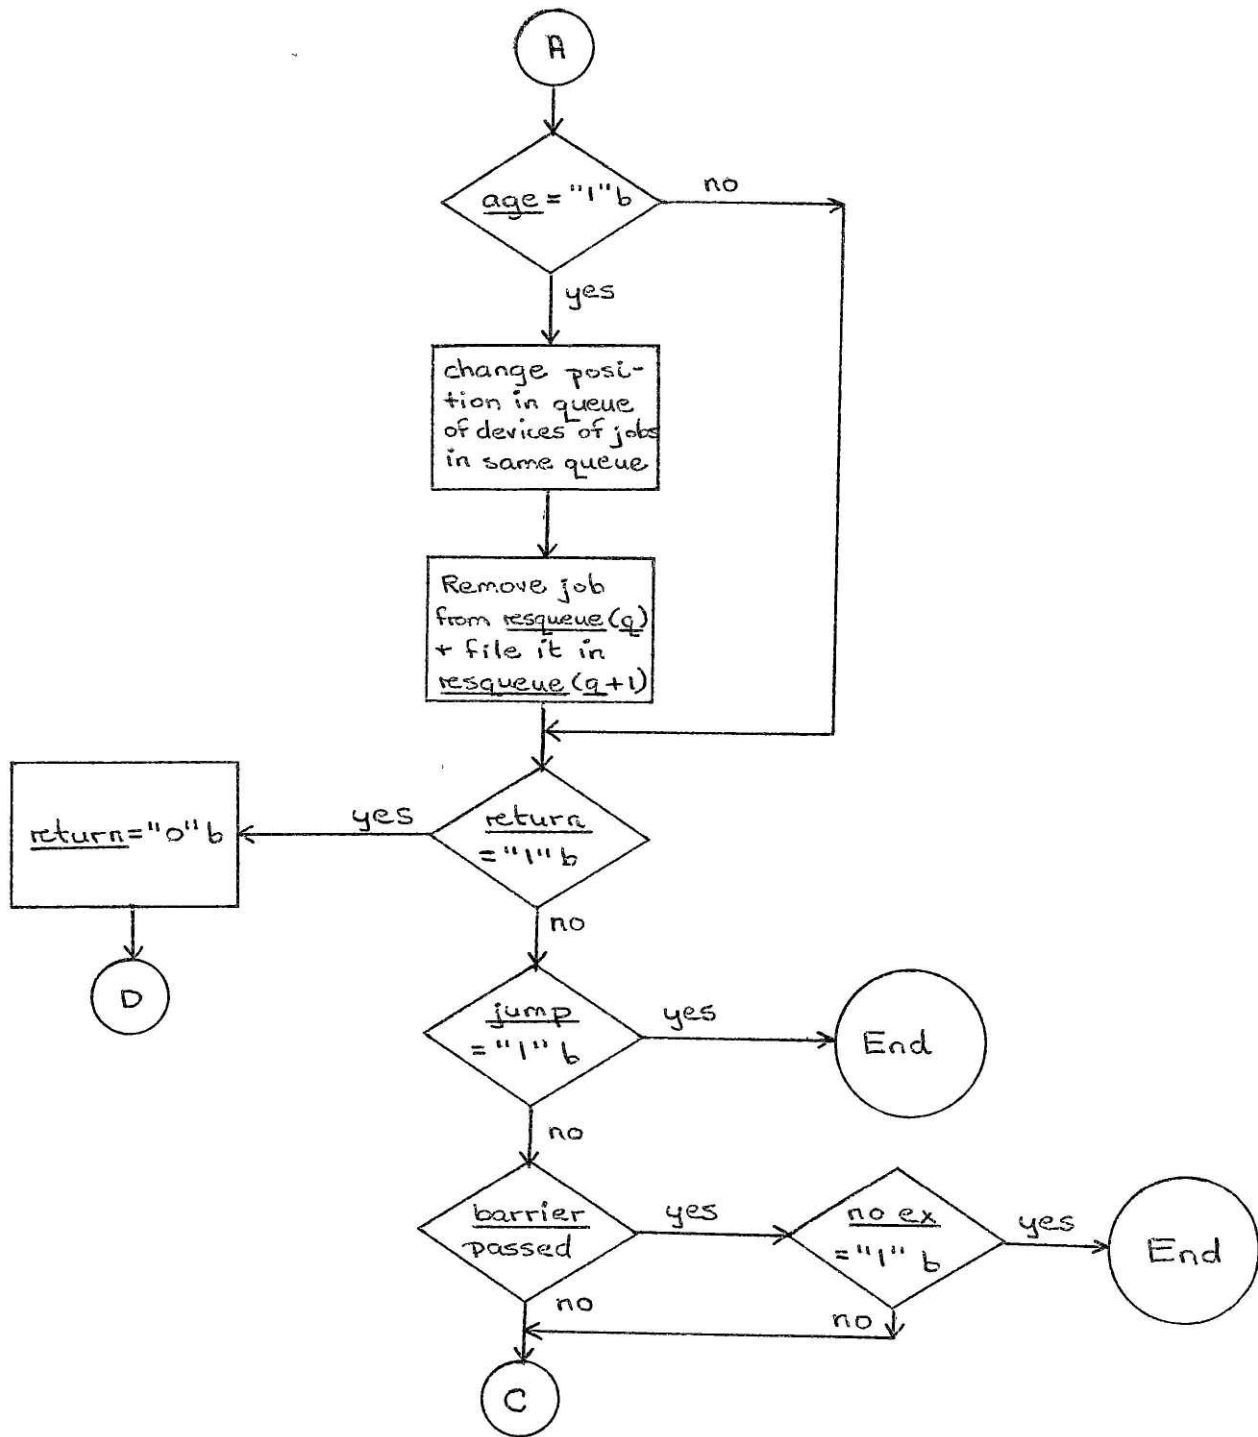 A
age = "1"b
no
yes
change posi-
tion in queue
of devices of jobs
in same queue
Remove job
from resqueue(q)
+ file it in
resqueue(q+1)
return
= "1" b
yes
return="0"b
D
no
jump
= "1" b
yes
End
no
barrier
passed
yes
no ex
= "1" b
yes
End
no
no
C